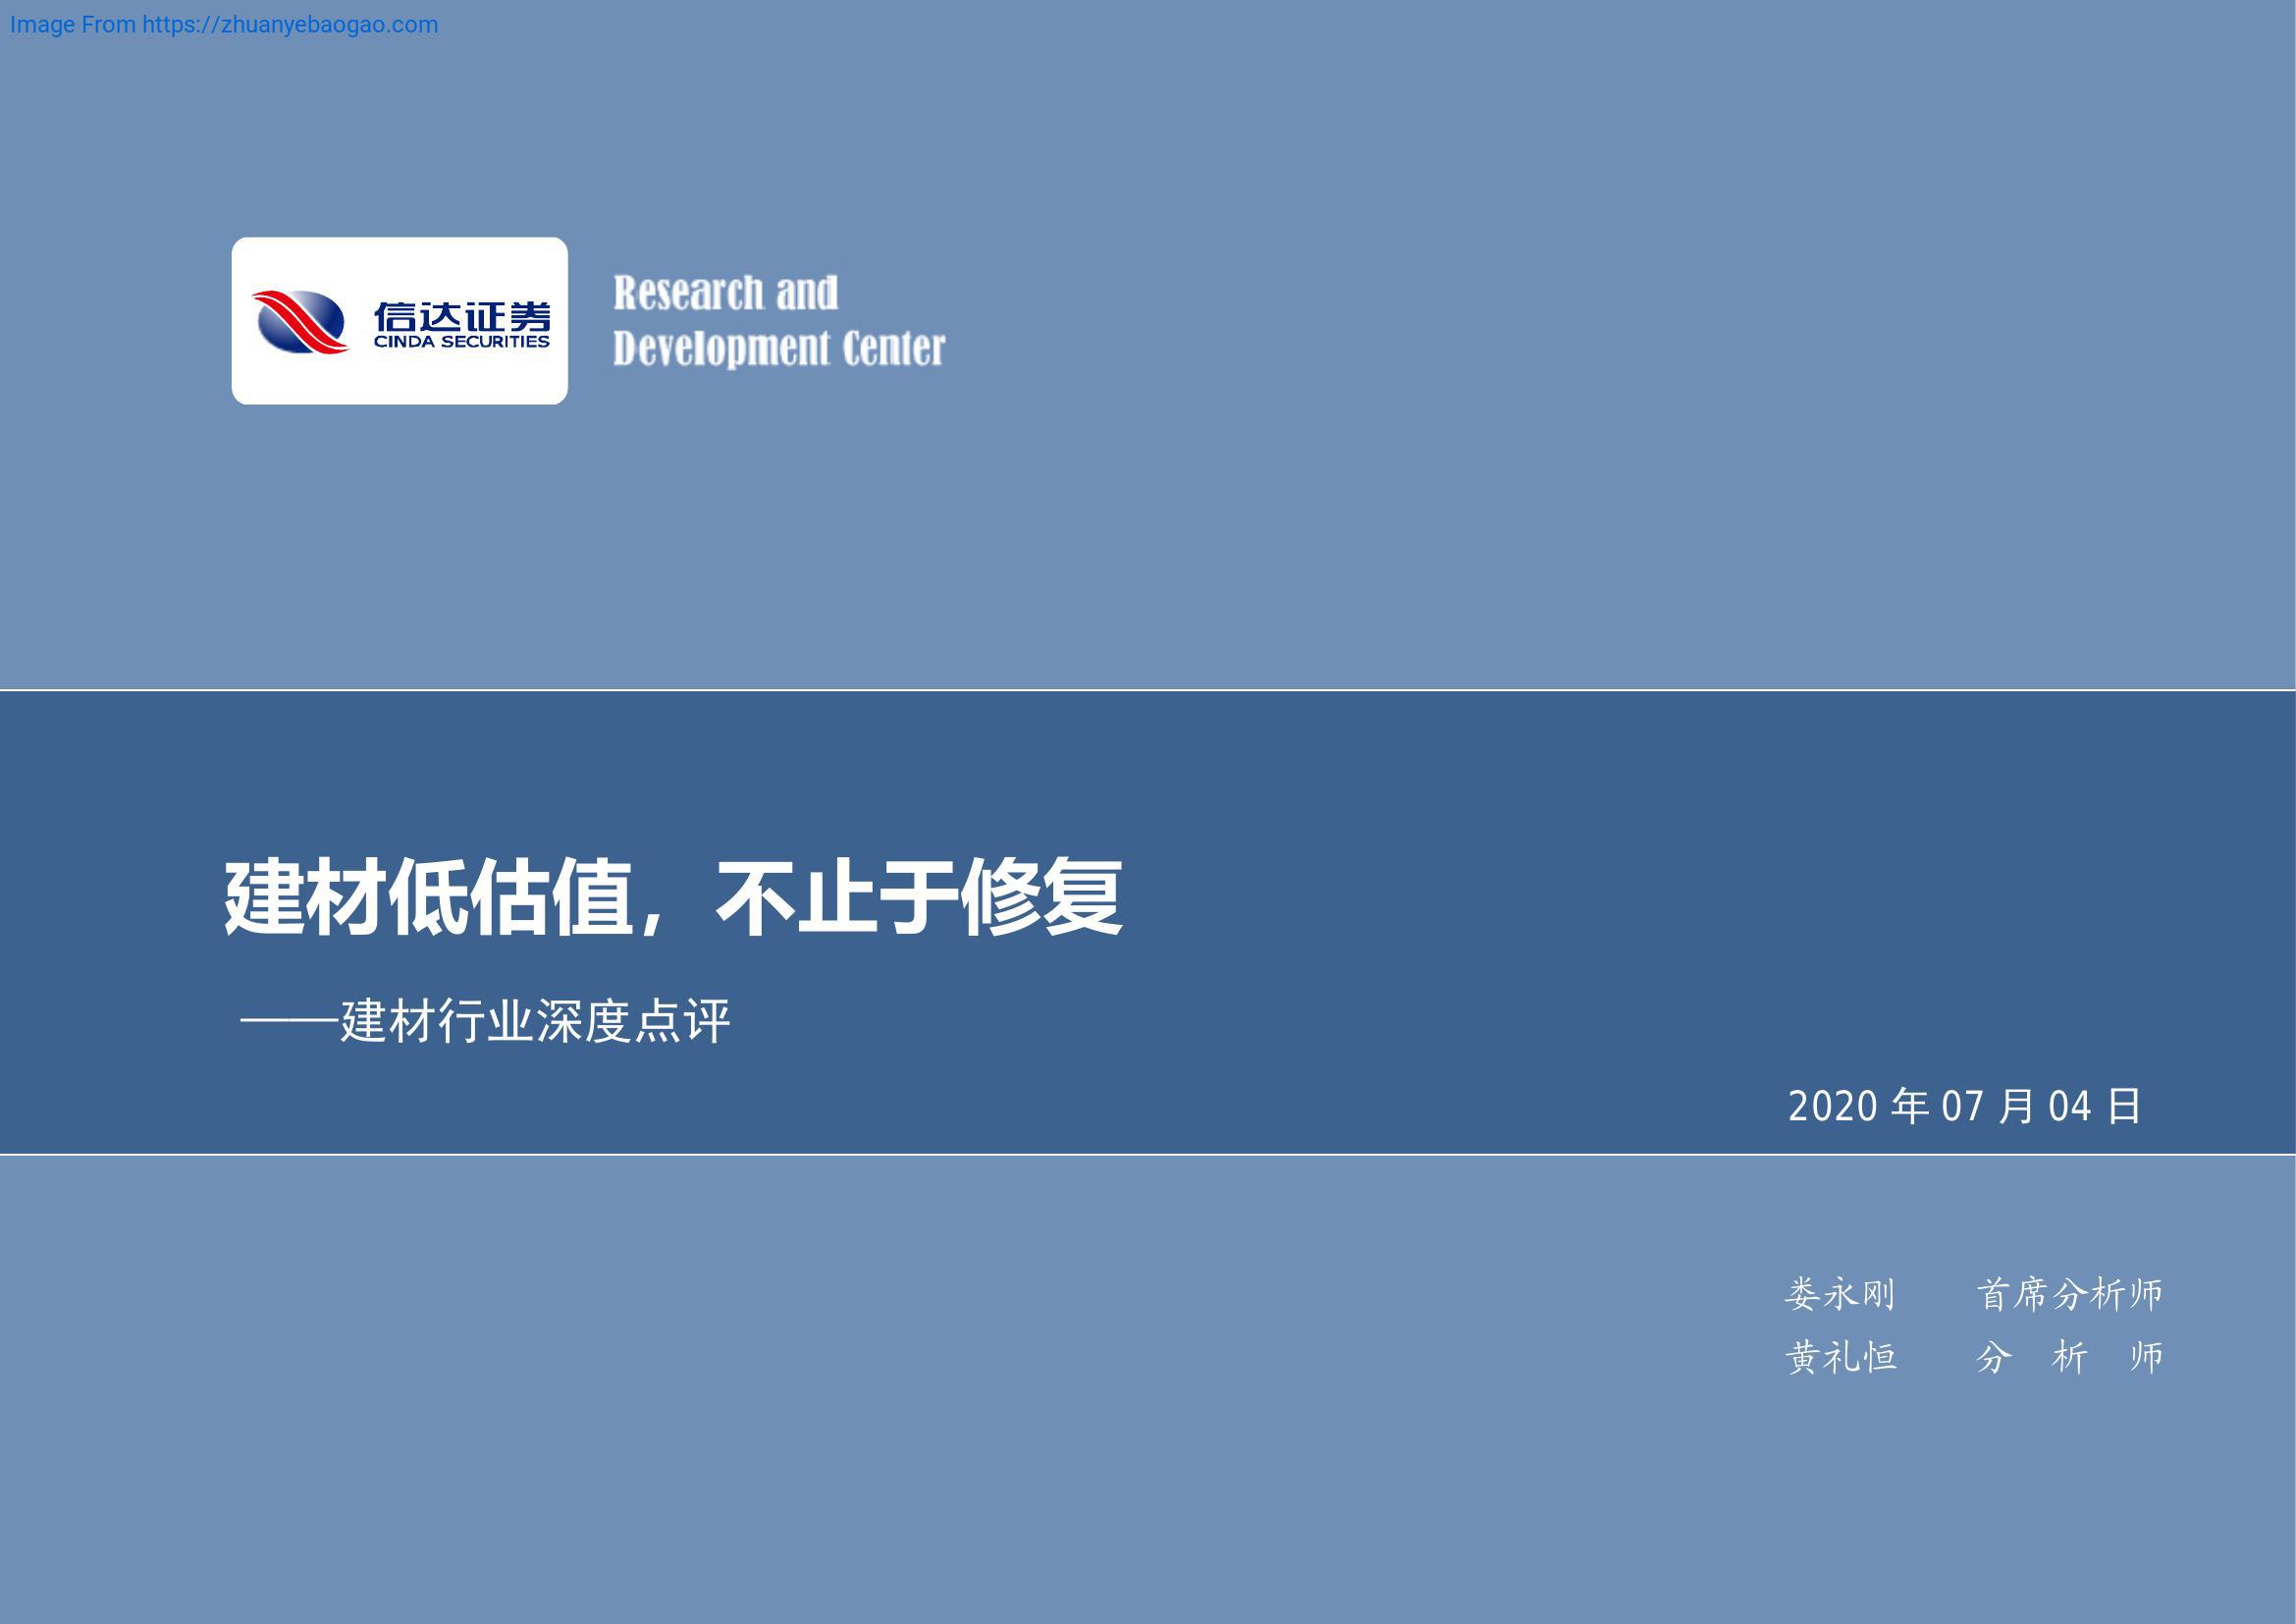 Image From https://zhuanyebaogao.com
信达证券
CINDA SECURITIES
Research and
Development Center
建材低估值，不止于修复
——建材行业深度点评
2020 年 07 月 04 日
娄永刚 首席分析师
黄礼恒 分 析 师